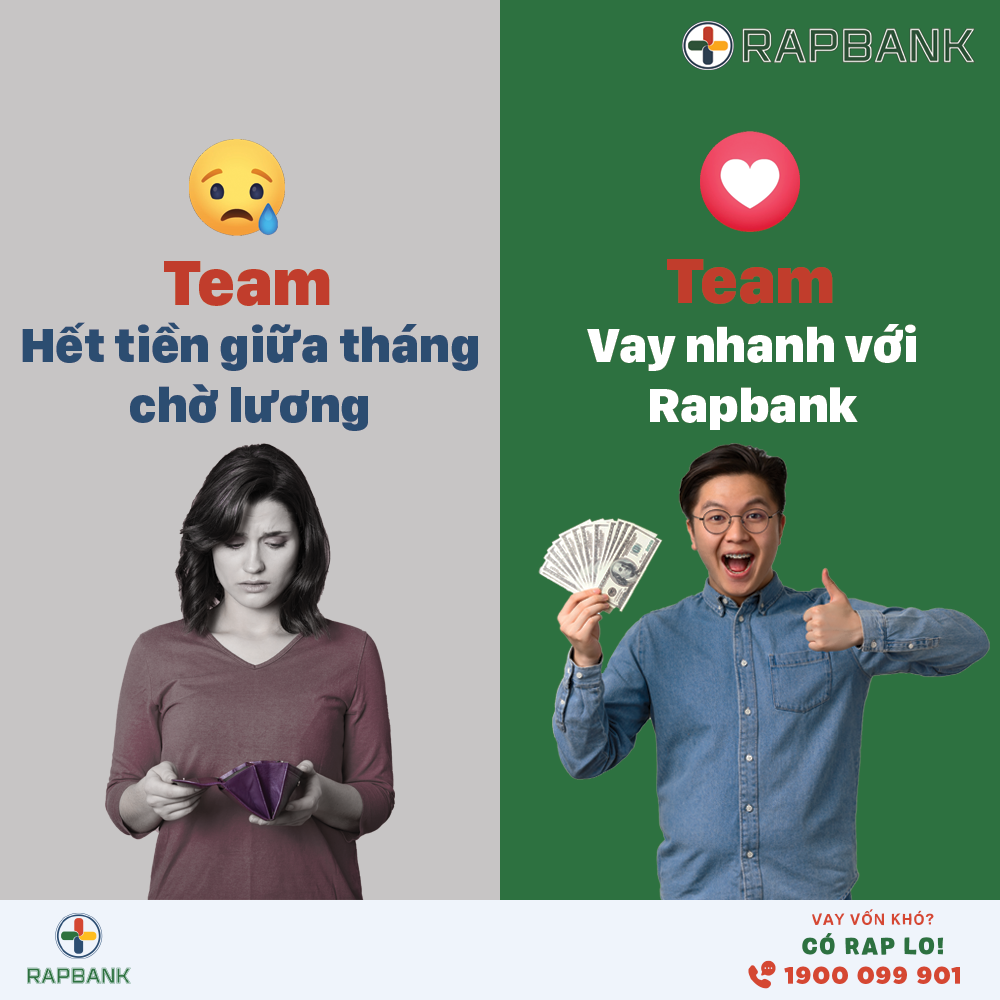 RAPBANK
Team
Hết tiền giữa tháng
chờ lương
Team
Vay nhanh với
Rapbank
RAPBANK
VAY VỐN KHÓ?
CÓ RAP LO!
1900 099 901